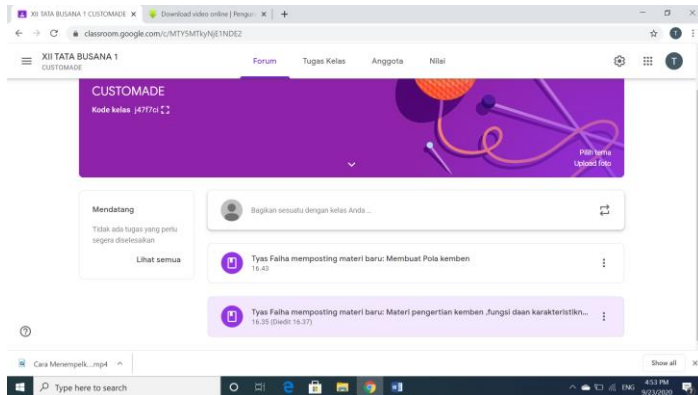 XII TATA BUSANA 1 CUSTOMADE
Download video online | Pengun
classroom.google.com/c/MTY5MTkyNjE1NDE2
XII TATA BUSANA 1
CUSTOMADE
Forum
Tugas Kelas
Anggota
Nilai
T
CUSTOMADE
Kode kelas j47f7ci
Pilih tema
Upload foto
Mendatang
Tidak ada tugas yang perlu
segera diselesaikan
Lihat semua
Bagikan sesuatu dengan kelas Anda ...
Tyas Faiha memposting materi baru: Membuat Pola kemben
16.43
Tyas Faiha memposting materi baru: Materi pengertian kemben ,fungsi daan karakteristikn...
16.35 (Diedit 16.37)
Cara Menempelk....mp4
Show all
Type here to search
ENG
4:53 PM
9/23/2020